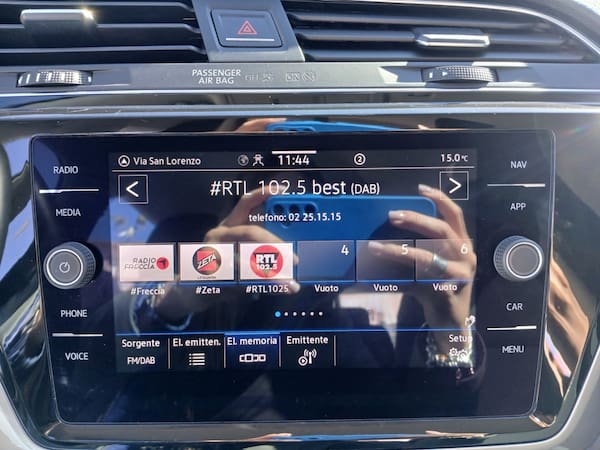 PASSENGER
AIR BAG OFF ON
RADIO
MEDIA
PHONE
VOICE
NAV
APP
CAR
MENU
Via San Lorenzo 11:44 2 15.0°C
< #RTL 102.5 best (DAB) >
telefono: 02 25.15.15
RADIO
FRECCIA
ZETA
RTL
102.5
4 5 6
#Freccia #Zeta #RTL1025 Vuoto Vuoto Vuoto
Sorgente El. emitten. El. memoria Emittente Setup
FM/DAB